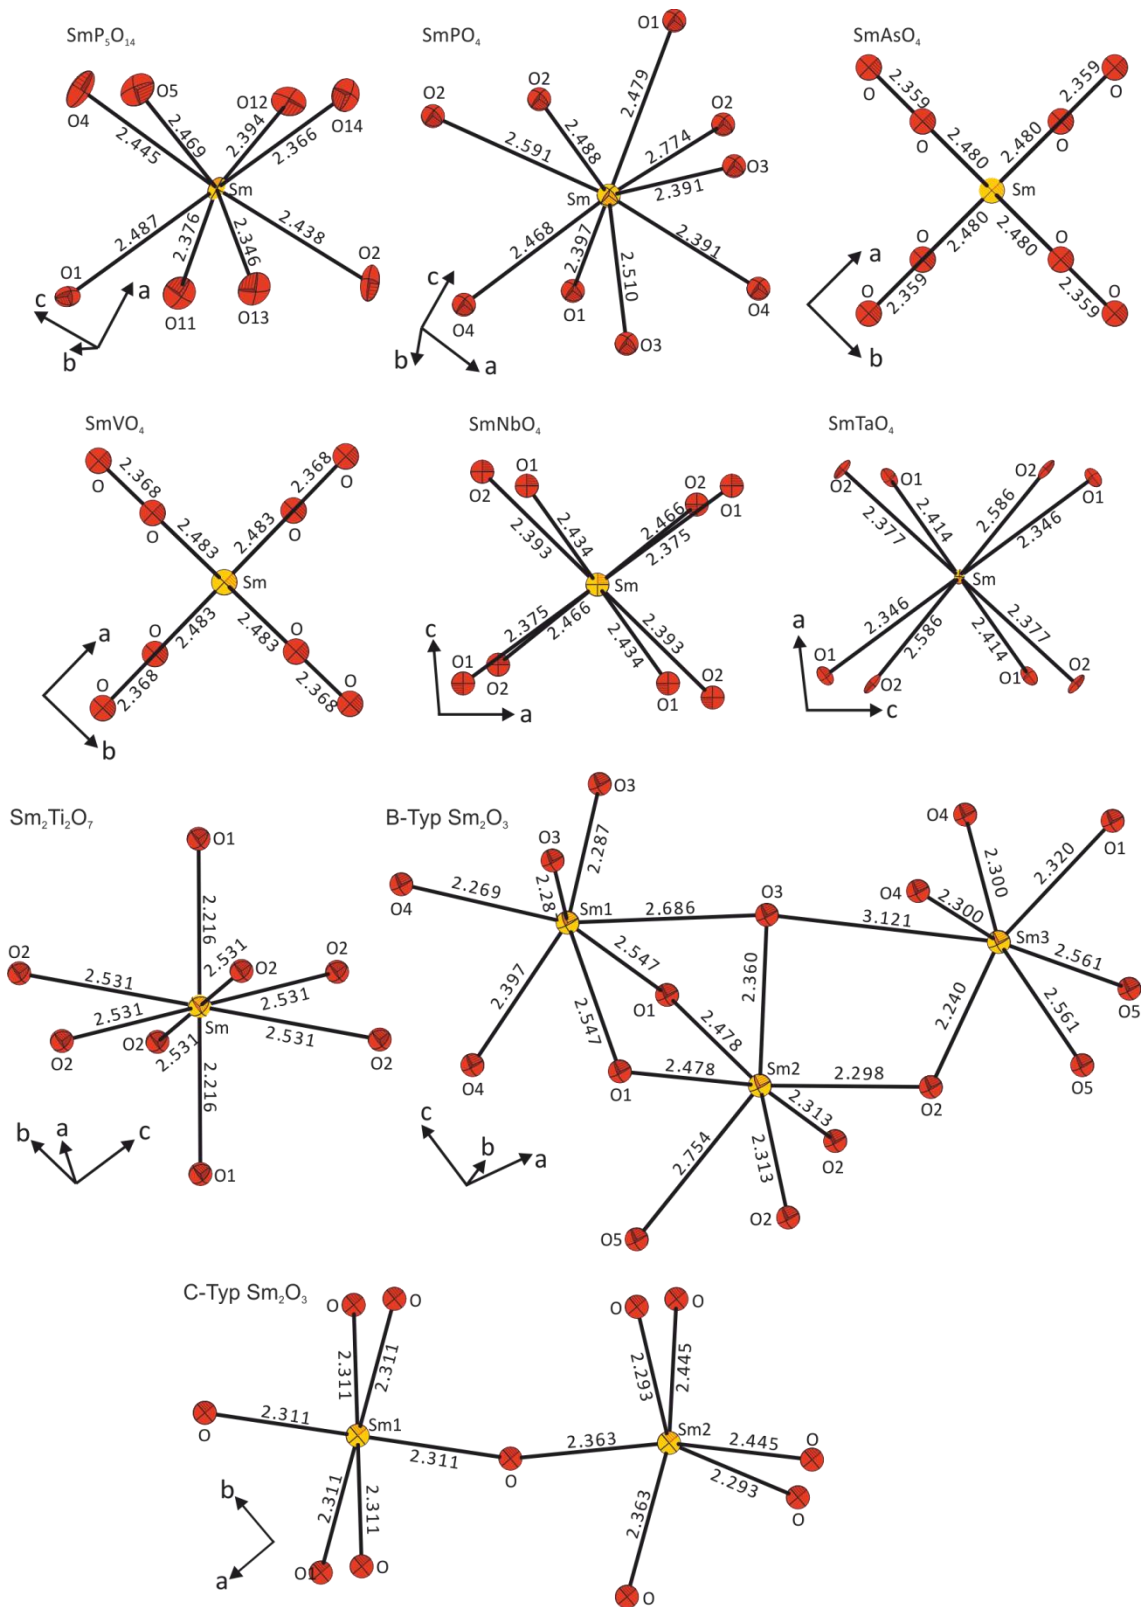 SmP₅O₁₄
O4
O5
O12
O14
2.445
2.469
2.394
2.366
Sm
2.487
2.376
2.346
2.438
O1
O11
O13
O2
c
a
b
SmPO₄
O1
O2
O2
O2
O3
2.479
2.591
2.488
2.774
2.391
Sm
2.468
2.397
2.510
2.391
O4
O1
O3
O4
c
b
a
SmAsO₄
O
O
2.359
2.359
O
O
2.480
2.480
Sm
2.480
2.480
O
O
2.359
2.359
O
O
a
b
SmVO₄
O
O
2.368
2.368
O
O
2.483
2.483
Sm
2.483
2.483
O
O
2.368
2.368
O
O
a
b
SmNbO₄
O2
O1
O2
O1
2.393
2.434
2.466
2.375
Sm
2.375
2.466
2.434
2.393
O1
O2
O1
O2
c
a
SmTaO₄
O2
O1
O2
O1
2.377
2.414
2.586
2.346
Sm
2.346
2.586
2.414
2.377
O1
O2
O1
O2
a
c
Sm₂Ti₂O₇
O1
2.216
O2
O2
O2
2.531
2.531
2.531
Sm
2.531
2.531
2.531
O2
O2
O2
2.216
O1
b
a
c
B-Typ Sm₂O₃
O3
O3
O4
2.287
2.28
2.269
Sm1
2.686
O3
3.121
2.397
2.547
2.547
O1
O4
O1
2.360
2.478
2.478
Sm2
2.298
O2
2.240
2.754
2.313
2.313
O2
O2
O5
O4
O1
O4
2.300
2.320
2.300
Sm3
2.561
2.561
O5
O5
c
b
a
C-Typ Sm₂O₃
O
O
2.311
2.311
O
2.311
Sm1
2.311
O
2.311
2.311
O1
O
O
O
2.293
2.445
2.363
Sm2
2.445
O
2.293
O
2.363
O
b
a